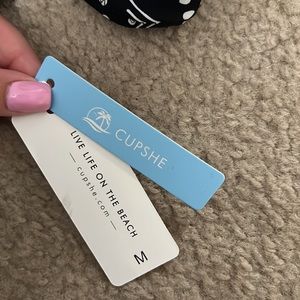 CUPSHE
LIVE LIFE ON THE BEACH
— cupshe.com —
M